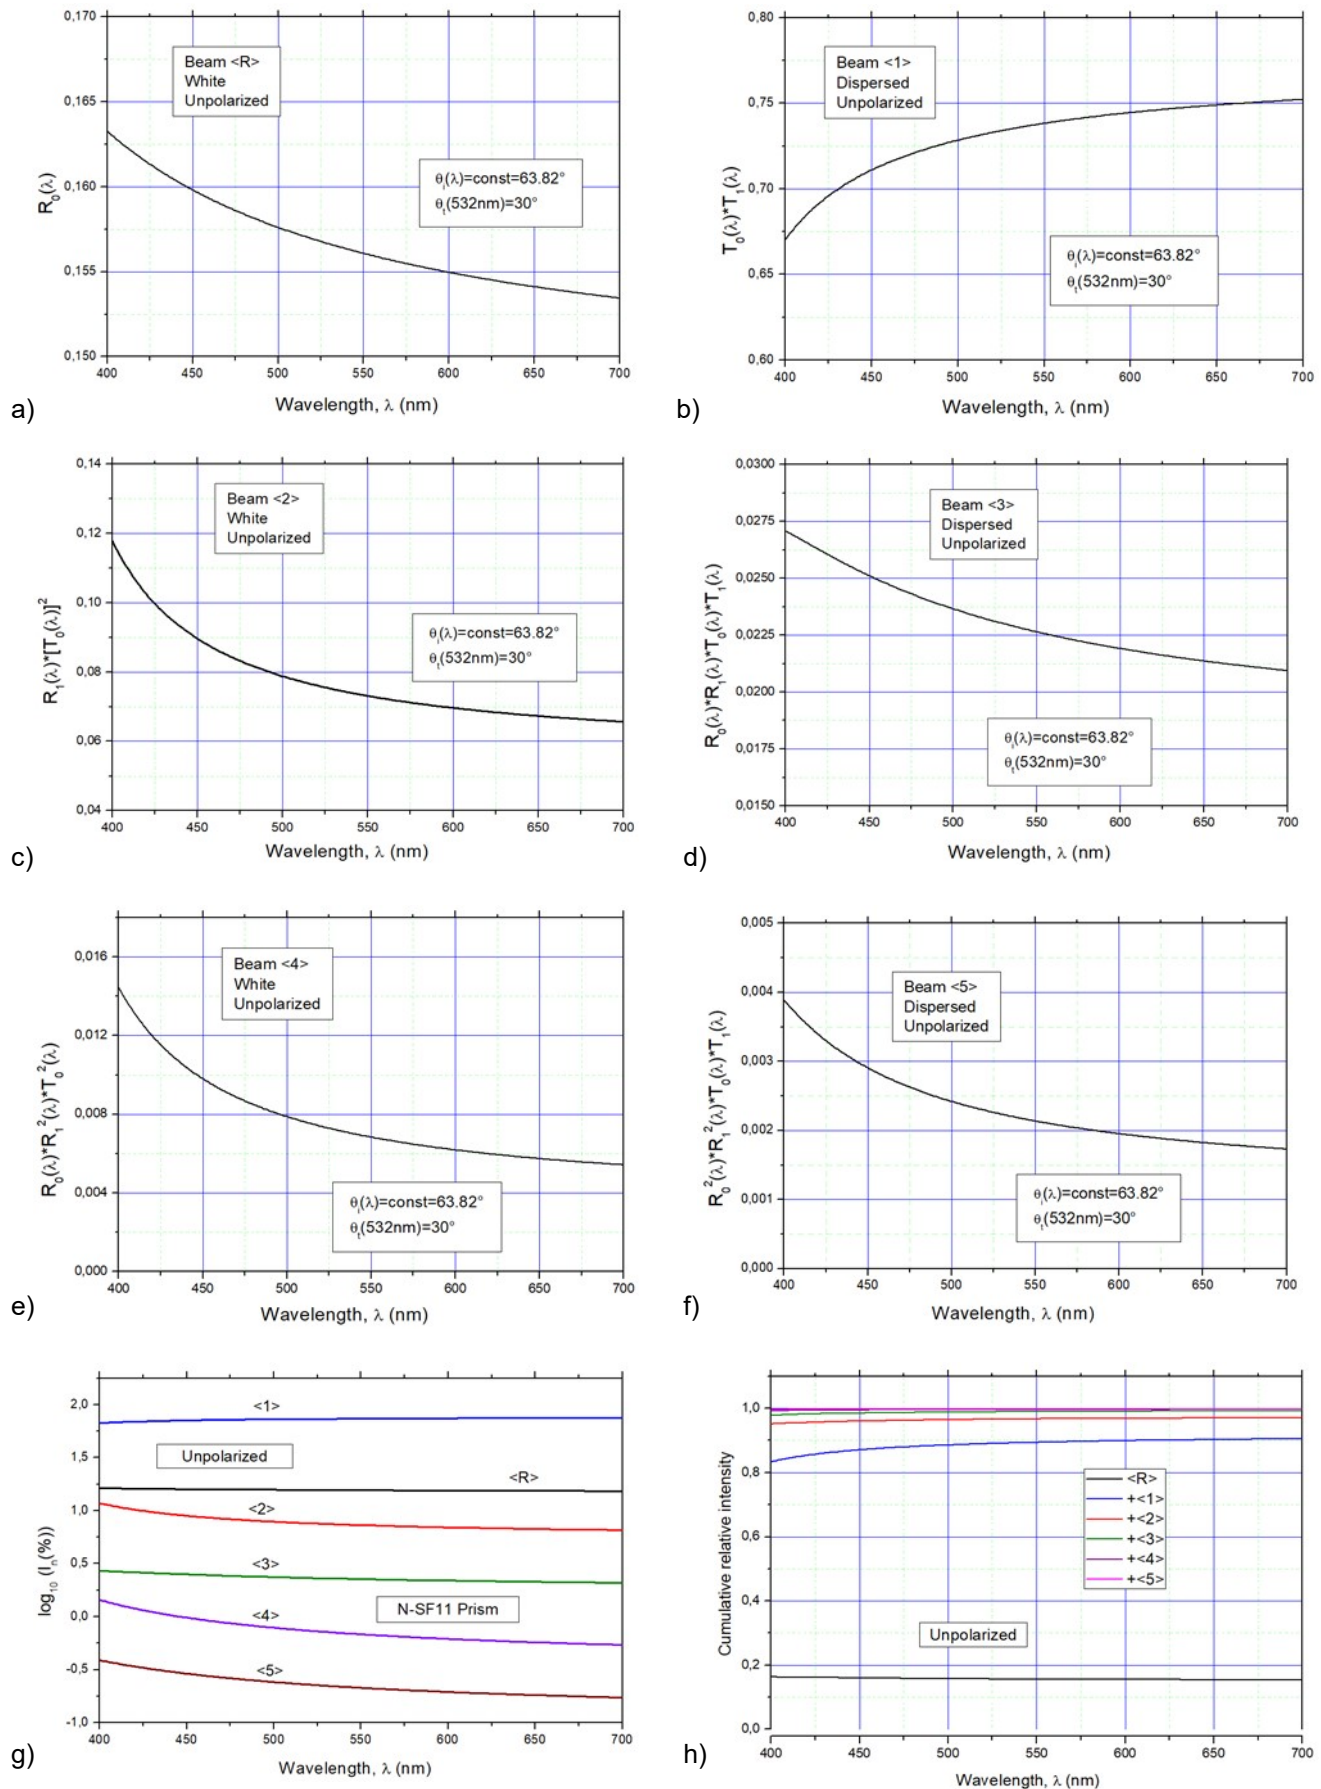 0,170
0,165
0,160
0,155
0,150
R0(λ)
Beam <R>
White
Unpolarized
θi(λ)=const=63.82°
θt(532nm)=30°
400 450 500 550 600 650 700
Wavelength, λ (nm)
a)
0,80
0,75
0,70
0,65
0,60
T0(λ)*T1(λ)
Beam <1>
Dispersed
Unpolarized
θi(λ)=const=63.82°
θt(532nm)=30°
400 450 500 550 600 650 700
Wavelength, λ (nm)
b)
0,14
0,12
0,10
0,08
0,06
0,04
R1(λ)*[T0(λ)]²
Beam <2>
White
Unpolarized
θi(λ)=const=63.82°
θt(532nm)=30°
400 450 500 550 600 650 700
Wavelength, λ (nm)
c)
0,0300
0,0275
0,0250
0,0225
0,0200
0,0175
0,0150
R0(λ)*R1(λ)*T0(λ)*T1(λ)
Beam <3>
Dispersed
Unpolarized
θi(λ)=const=63.82°
θt(532nm)=30°
400 450 500 550 600 650 700
Wavelength, λ (nm)
d)
0,016
0,012
0,008
0,004
0,000
R0(λ)*R1²(λ)*T0²(λ)
Beam <4>
White
Unpolarized
θi(λ)=const=63.82°
θt(532nm)=30°
400 450 500 550 600 650 700
Wavelength, λ (nm)
e)
0,005
0,004
0,003
0,002
0,001
0,000
R0²(λ)*R1²(λ)*T0(λ)*T1(λ)
Beam <5>
Dispersed
Unpolarized
θi(λ)=const=63.82°
θt(532nm)=30°
400 450 500 550 600 650 700
Wavelength, λ (nm)
f)
2,0
1,5
1,0
0,5
0,0
-0,5
-1,0
log10 (In(%))
<1>
Unpolarized
<R>
<2>
<3>
N-SF11 Prism
<4>
<5>
400 450 500 550 600 650 700
Wavelength, λ (nm)
g)
1,0
0,8
0,6
0,4
0,2
0,0
Cumulative relative intensity
<R>
+<1>
+<2>
+<3>
+<4>
+<5>
Unpolarized
400 450 500 550 600 650 700
Wavelength, λ (nm)
h)